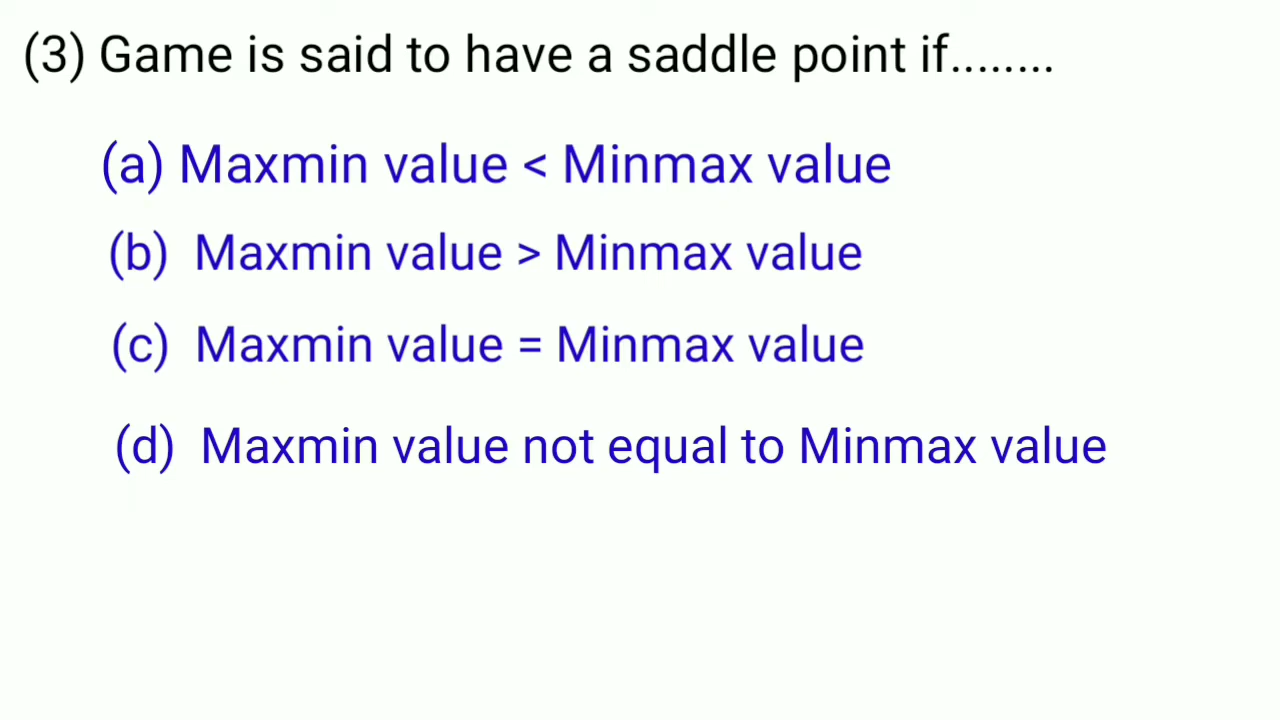 (3) Game is said to have a saddle point if........
(a) Maxmin value < Minmax value
(b) Maxmin value > Minmax value
(c) Maxmin value = Minmax value
(d) Maxmin value not equal to Minmax value